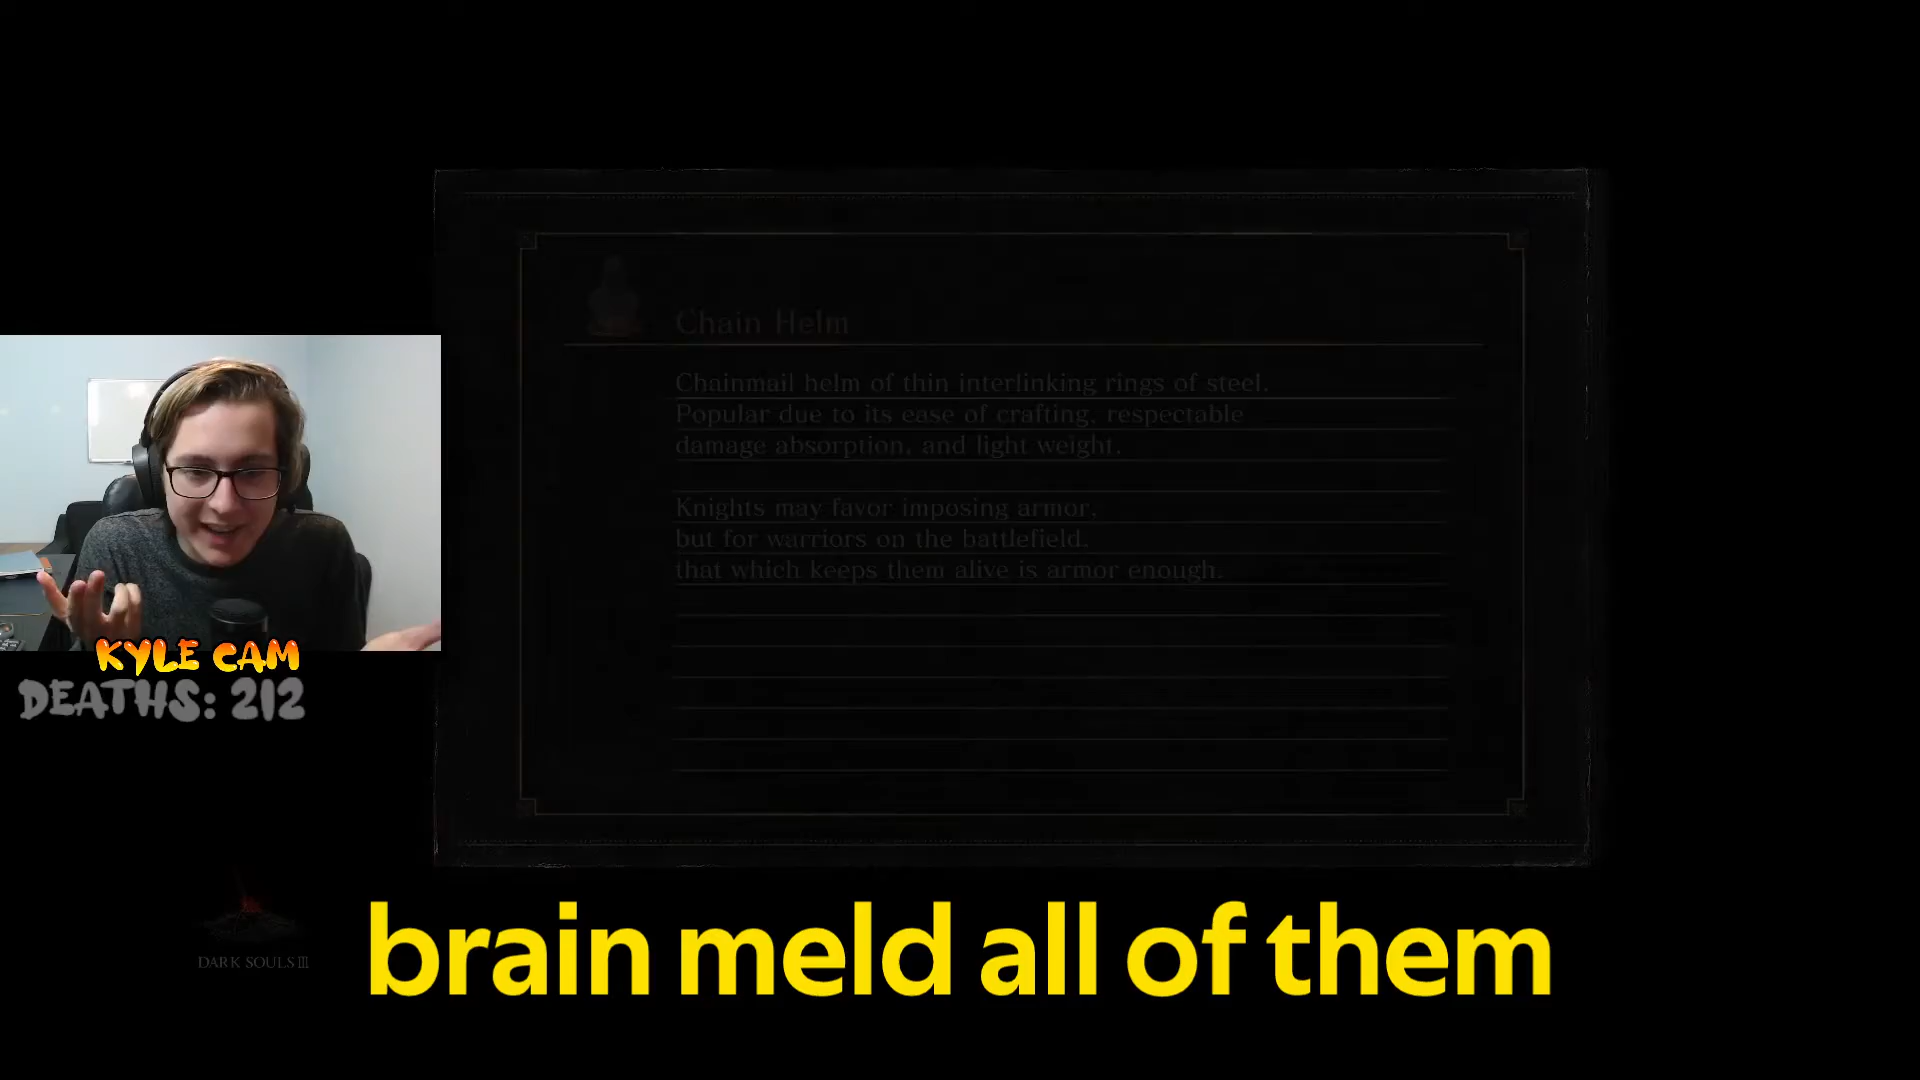 Chain Helm
Chainmail helm of thin interlinking rings of steel.
Popular due to its ease of crafting, respectable
damage absorption, and light weight.
Knights may favor imposing armor,
but for warriors on the battlefield,
that which keeps them alive is armor enough.
KYLE CAM
DEATHS: 212
DARK SOULS III
brain meld all of them